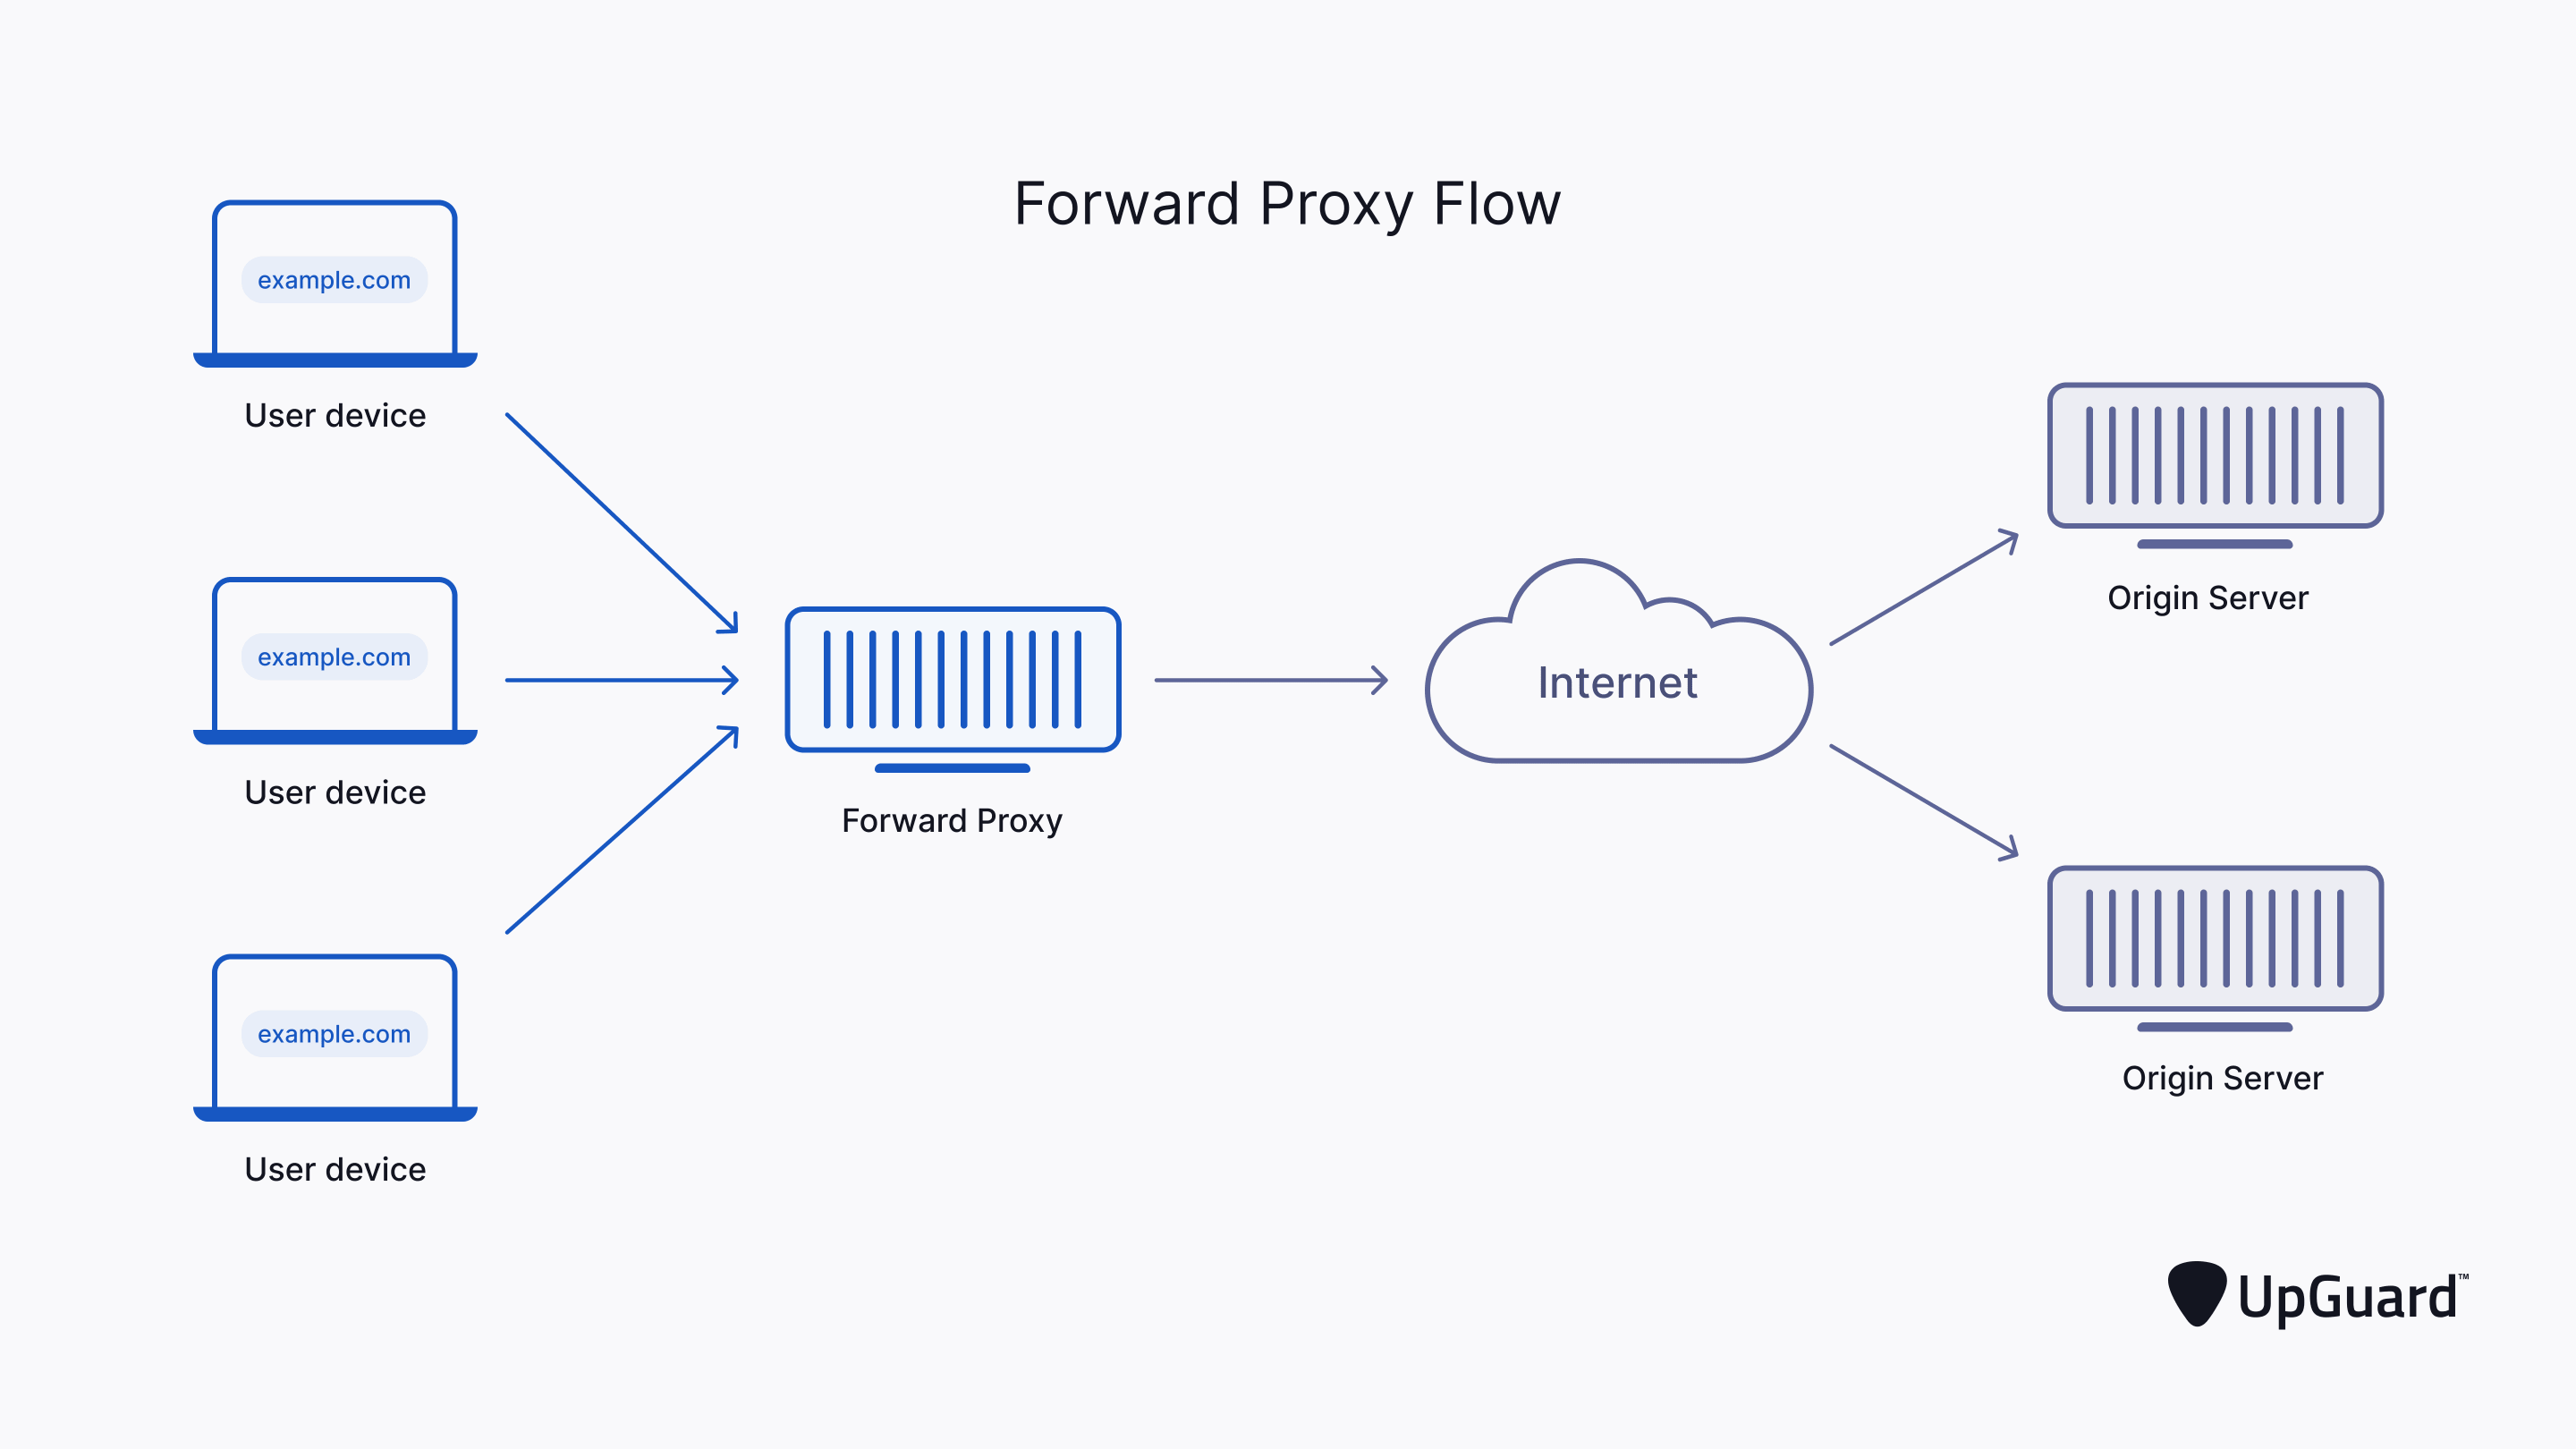 Forward Proxy Flow
example.com
User device
example.com
User device
example.com
User device
Forward Proxy
Internet
Origin Server
Origin Server
UpGuard™